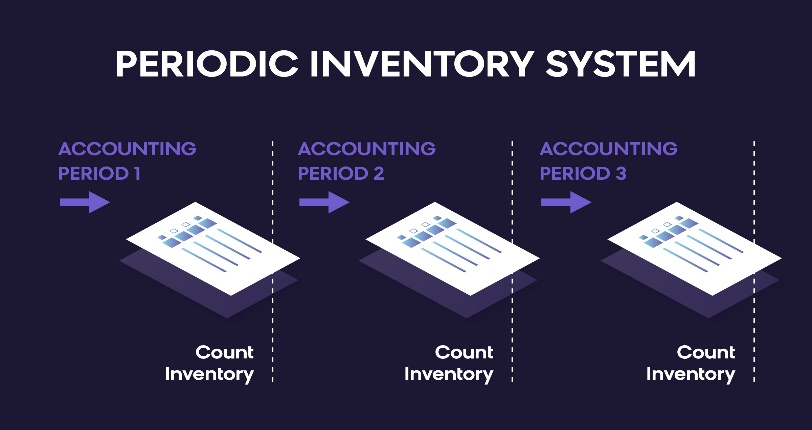 PERIODIC INVENTORY SYSTEM
ACCOUNTING
PERIOD 1
ACCOUNTING
PERIOD 2
ACCOUNTING
PERIOD 3
Count
Inventory
Count
Inventory
Count
Inventory